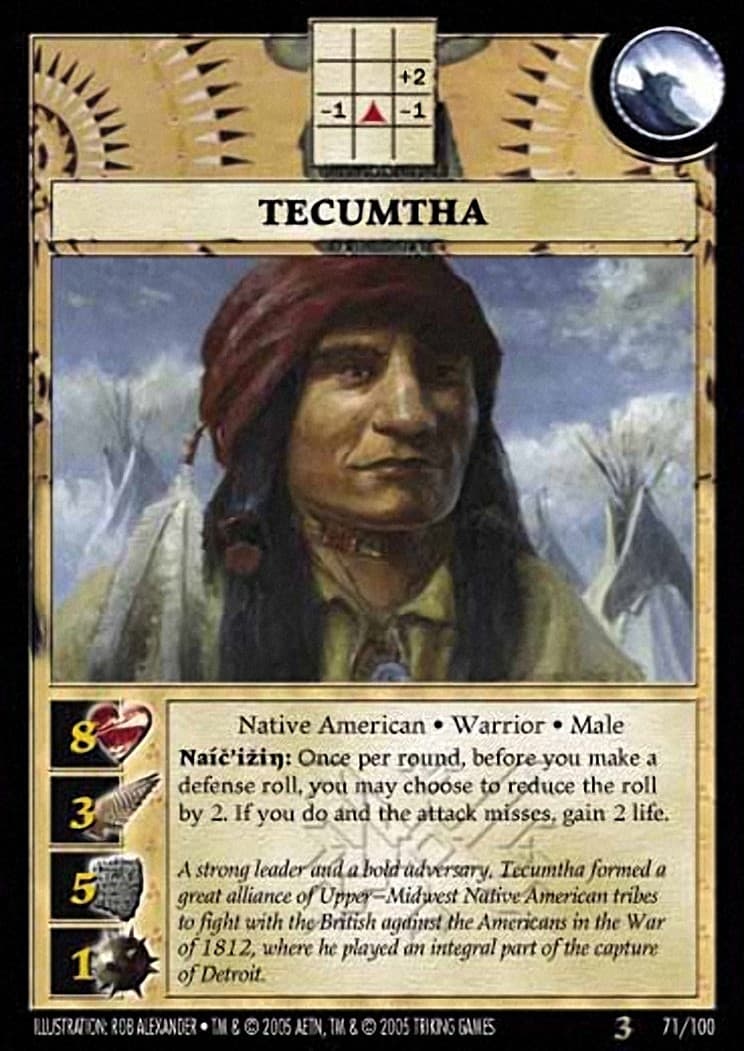 +2
-1 -1
TECUMTHA
8
3
5
1
Native American • Warrior • Male
Naíč'ižiŋ: Once per round, before you make a
defense roll, you may choose to reduce the roll
by 2. If you do and the attack misses, gain 2 life.
A strong leader and a bold adversary, Tecumtha formed a
great alliance of Upper-Midwest Native American tribes
to fight with the British against the Americans in the War
of 1812, where he played an integral part of the capture
of Detroit.
ILLUSTRATION: ROB ALEXANDER • TM & © 2005 AETN, TM & © 2005 TRIKING GAMES 3 71/100